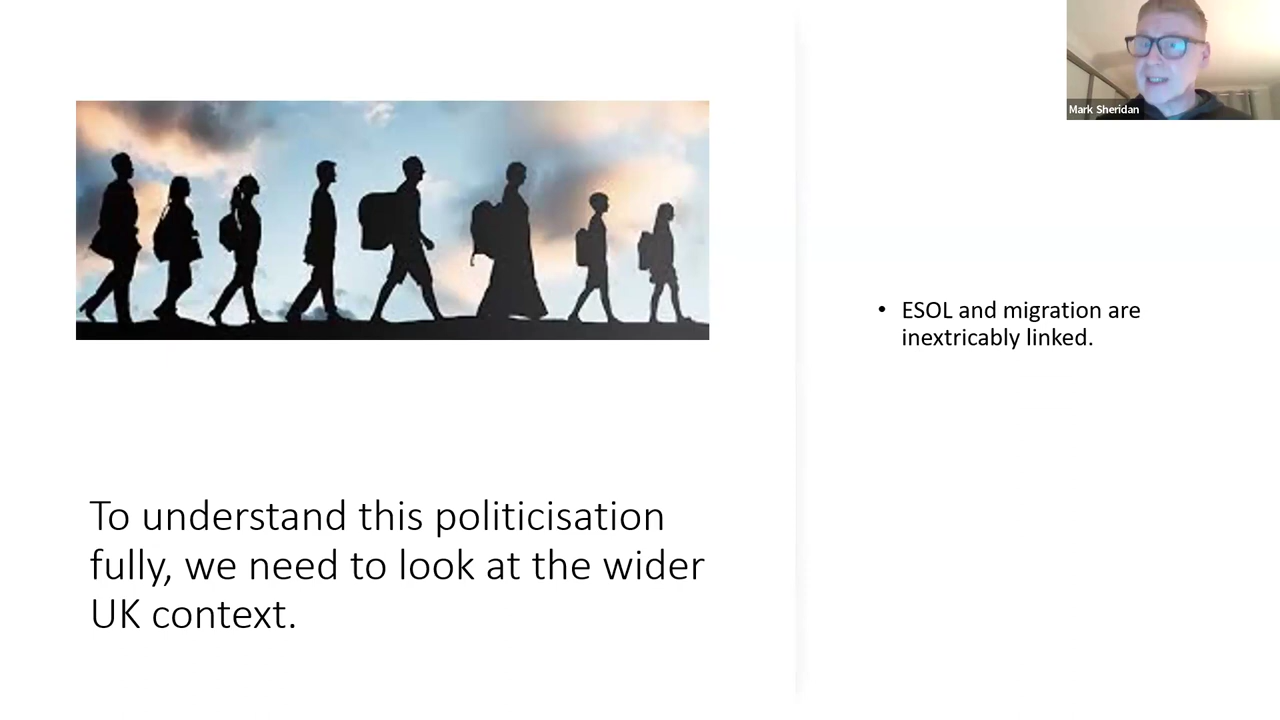 Mark Sheridan
To understand this politicisation
fully, we need to look at the wider
UK context.
• ESOL and migration are
inextricably linked.